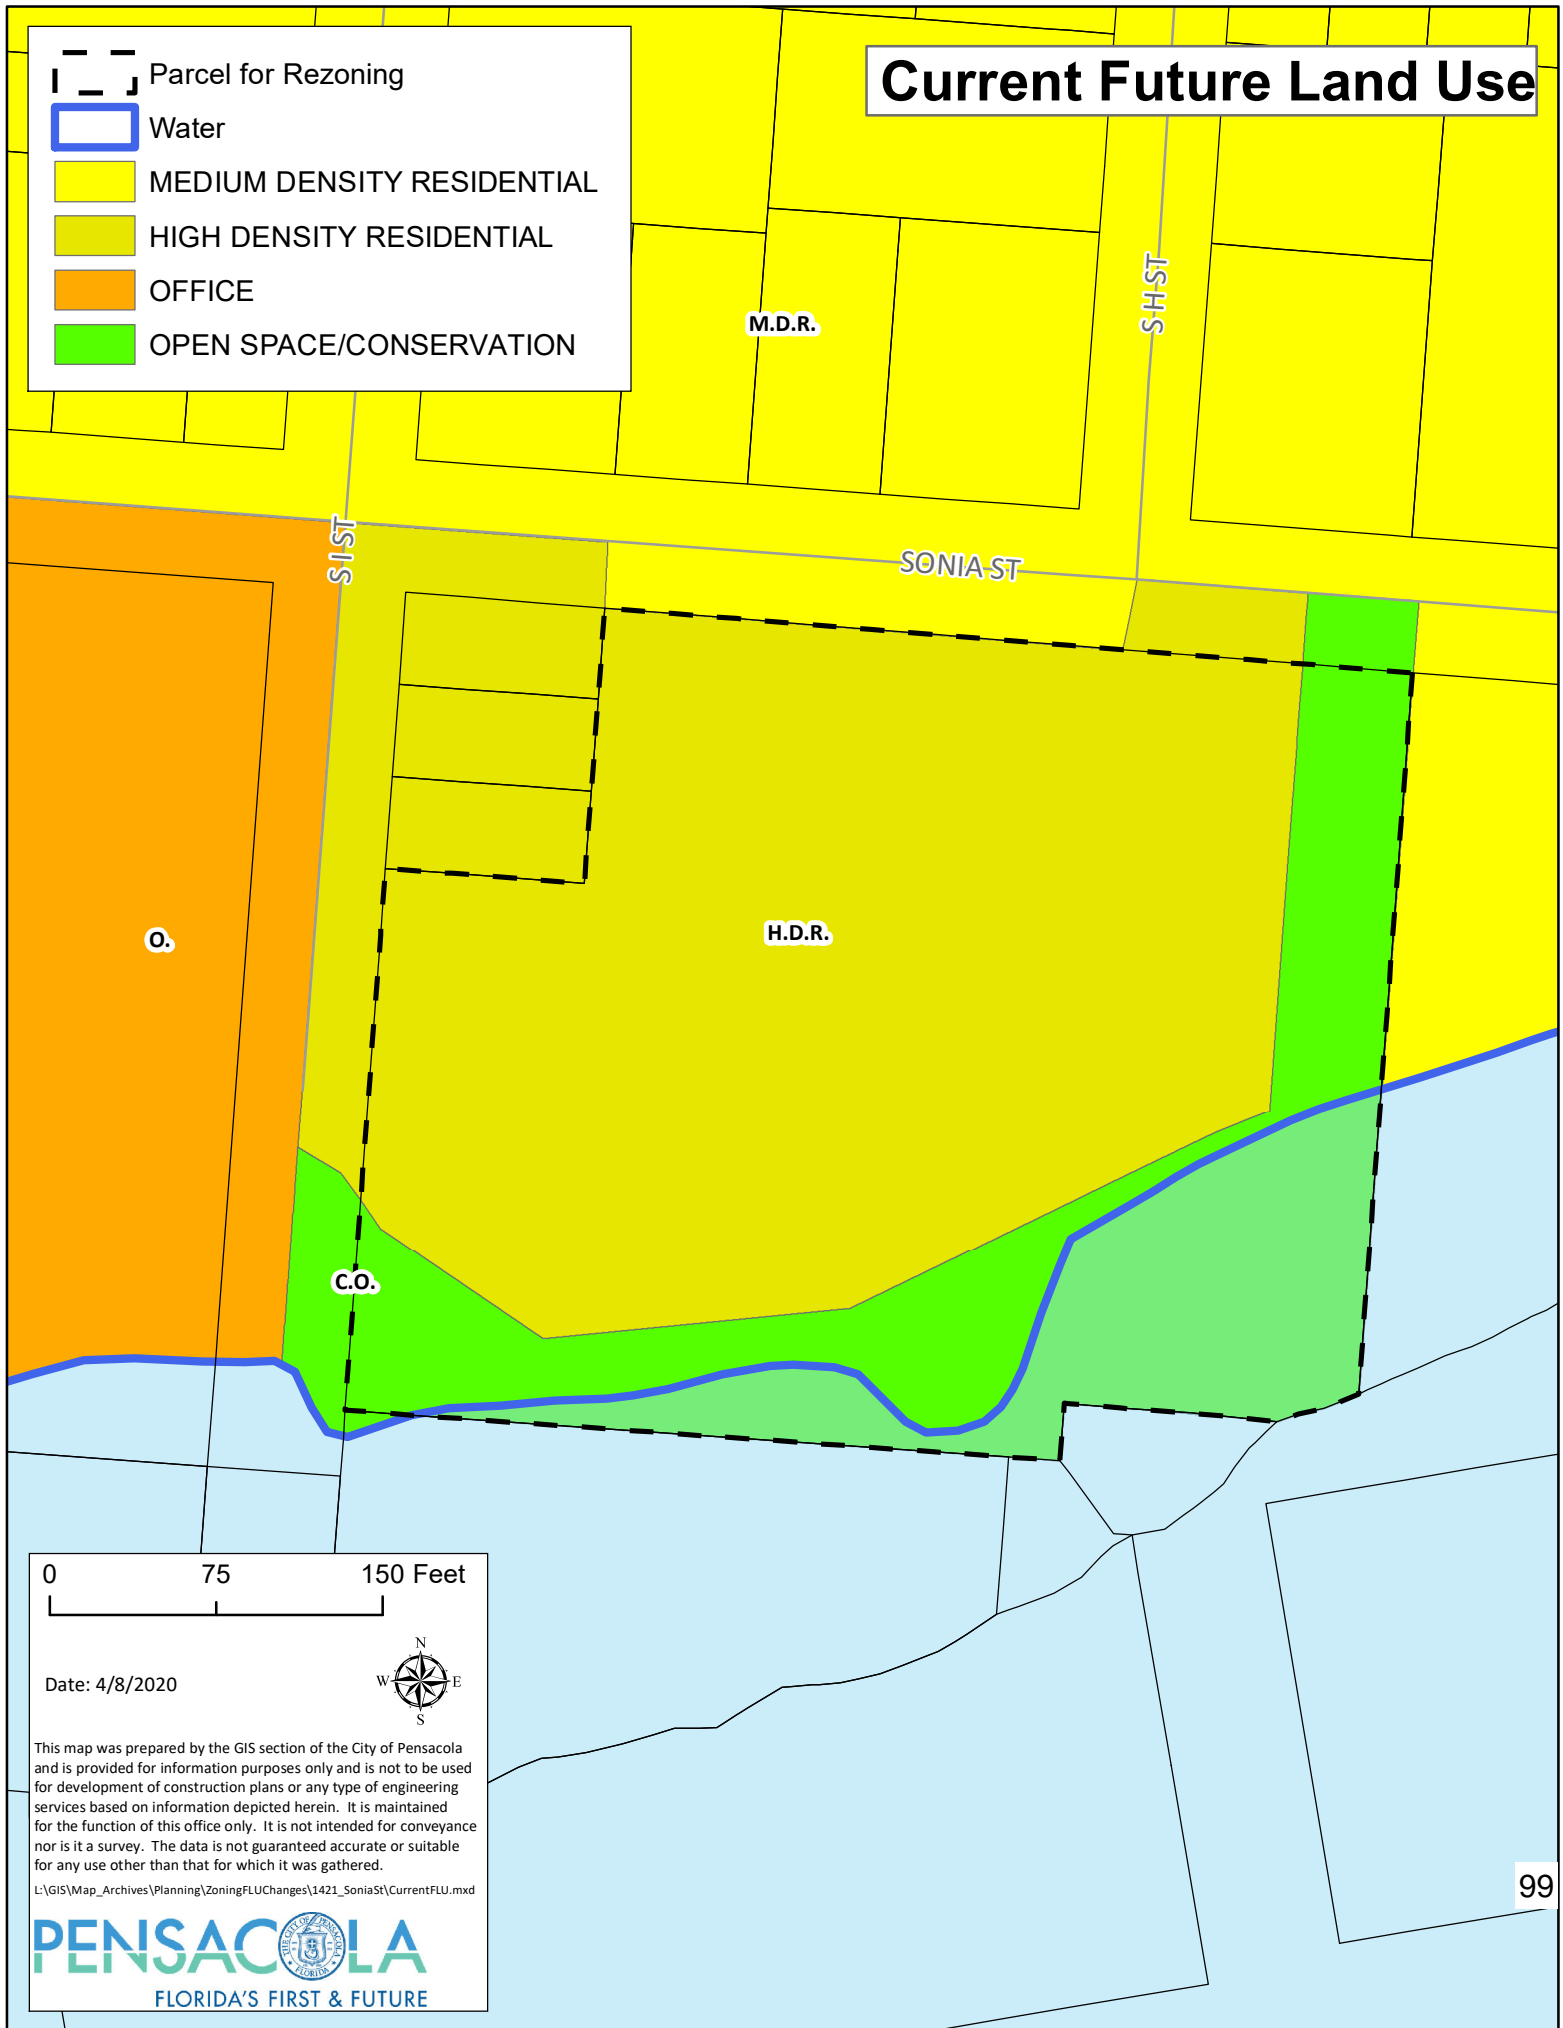 Current Future Land Use
Parcel for Rezoning
Water
MEDIUM DENSITY RESIDENTIAL
HIGH DENSITY RESIDENTIAL
OFFICE
OPEN SPACE/CONSERVATION
M.D.R.
S H ST
S I ST
SONIA ST
O.
H.D.R.
C.O.
0 75 150 Feet
N
W E
S
Date: 4/8/2020
This map was prepared by the GIS section of the City of Pensacola
and is provided for information purposes only and is not to be used
for development of construction plans or any type of engineering
services based on information depicted herein. It is maintained
for the function of this office only. It is not intended for conveyance
nor is it a survey. The data is not guaranteed accurate or suitable
for any use other than that for which it was gathered.
L:\GIS\Map_Archives\Planning\ZoningFLUChanges\1421_SoniaSt\CurrentFLU.mxd
99
PENSACOLA
THE CITY OF PENSACOLA
FLORIDA
FLORIDA'S FIRST & FUTURE